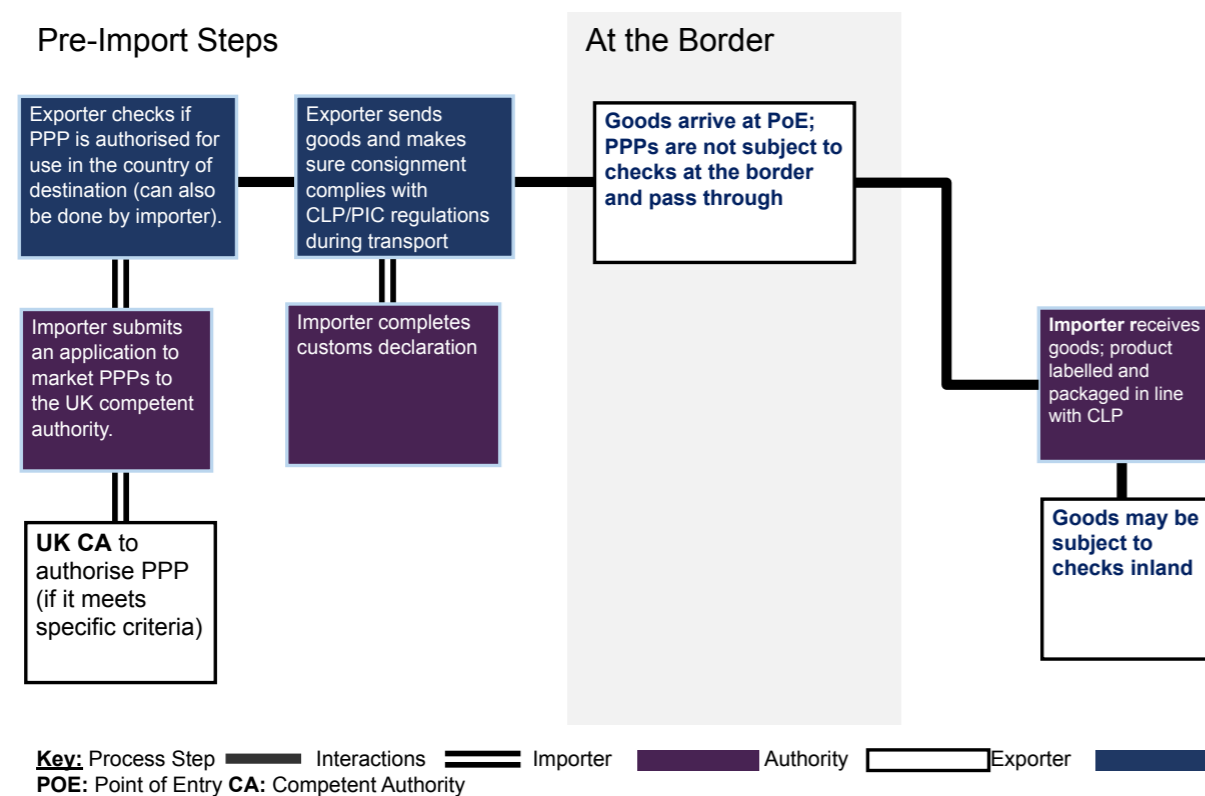 Pre-Import Steps
At the Border
Exporter checks if
PPP is authorised for
use in the country of
destination (can also
be done by importer).
Exporter sends
goods and makes
sure consignment
complies with
CLP/PIC regulations
during transport
Goods arrive at PoE;
PPPs are not subject to
checks at the border
and pass through
Importer submits
an application to
market PPPs to
the UK competent
authority.
Importer completes
customs declaration
Importer receives
goods; product
labelled and
packaged in line
with CLP
UK CA to
authorise PPP
(if it meets
specific criteria)
Goods may be
subject to
checks inland
Key: Process Step Interactions Importer Authority Exporter
POE: Point of Entry CA: Competent Authority